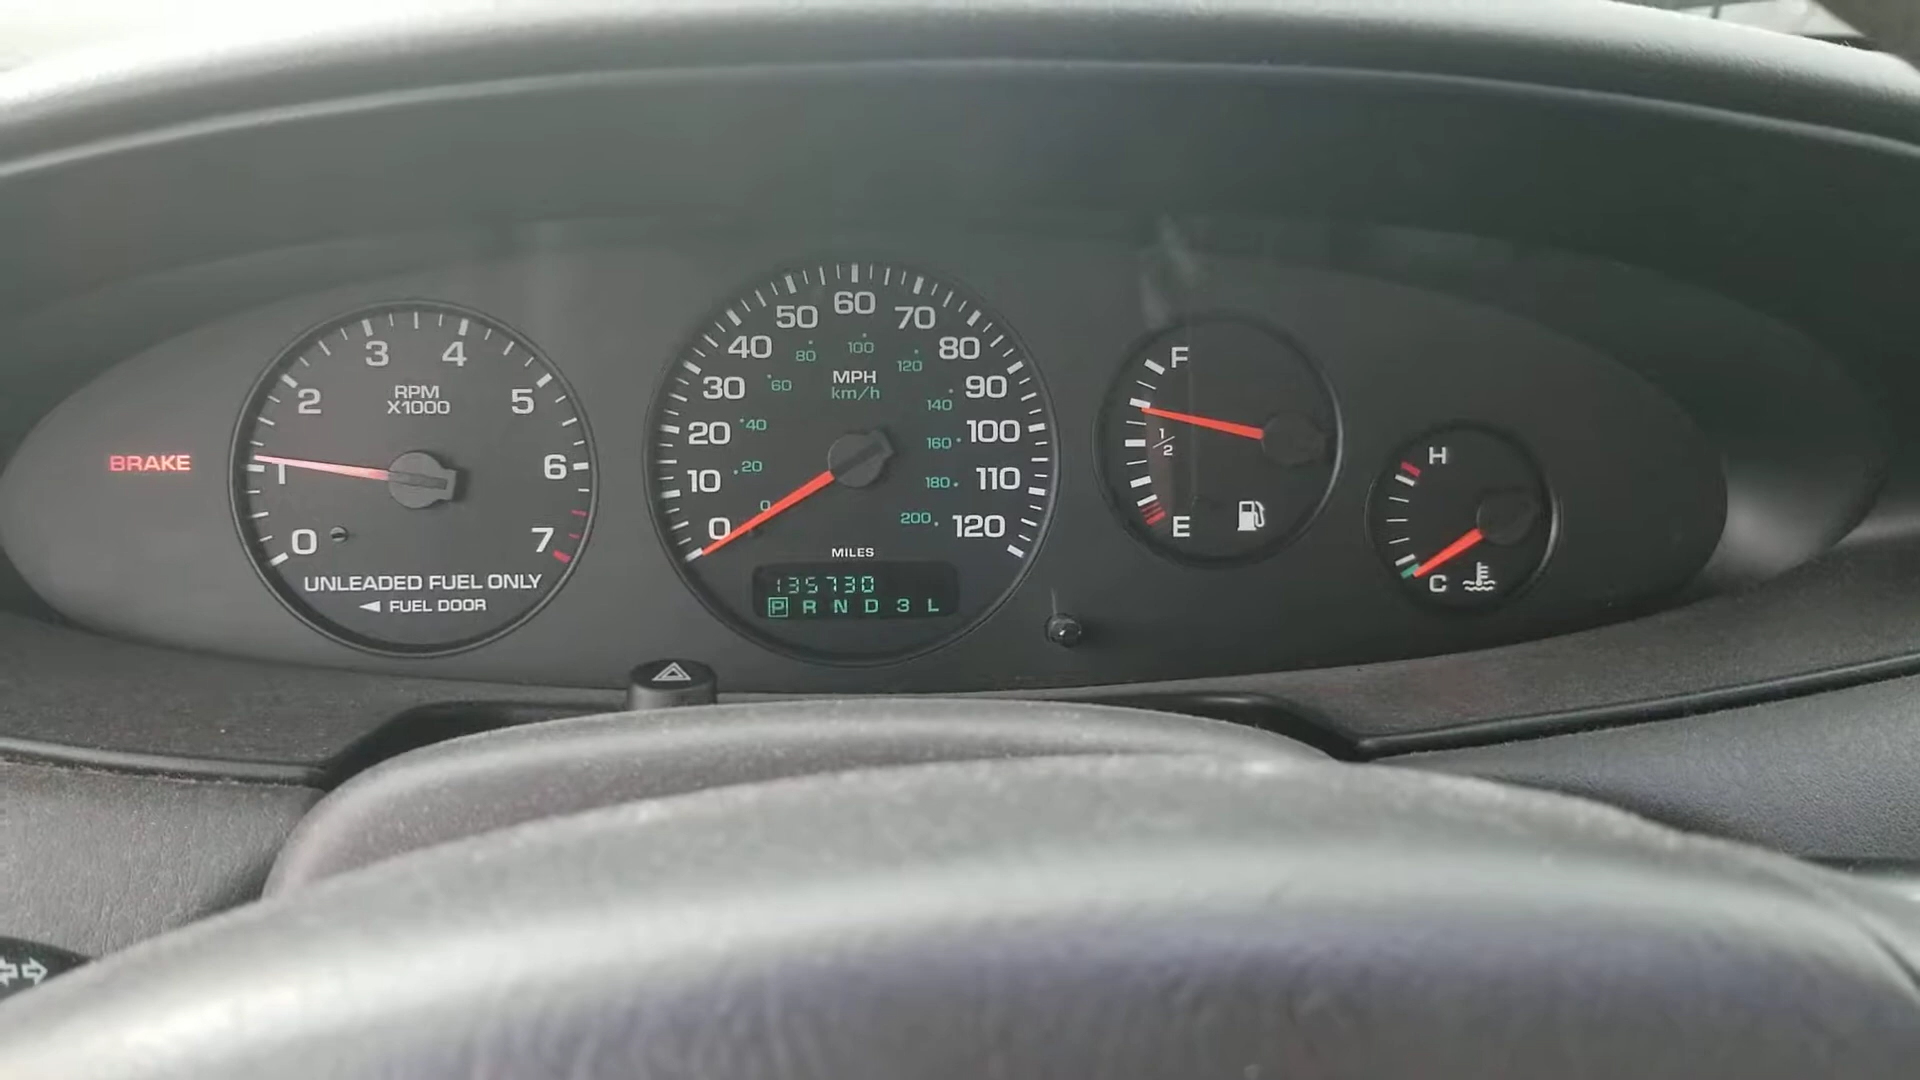 BRAKE
0 1 2 3 4 5 6 7
RPM
X1000
UNLEADED FUEL ONLY
◄ FUEL DOOR
0 10 20 30 40 50 60 70 80 90 100 110 120
0 20 40 60 80 100 120 140 160 180 200
MPH
km/h
MILES
135730
P R N D 3 L
F
1/2
E
H
C